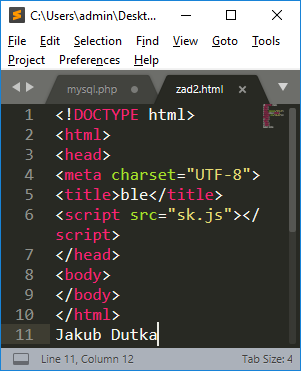 C:\Users\admin\Deskt...
File Edit Selection Find View Goto Tools
Project Preferences Help
mysql.php zad2.html
1 <!DOCTYPE html>
2 <html>
3 <head>
4 <meta charset="UTF-8">
5 <title>ble</title>
6 <script src="sk.js"></
script>
7 </head>
8 <body>
9 </body>
10 </html>
11 Jakub Dutka
Line 11, Column 12 Tab Size: 4